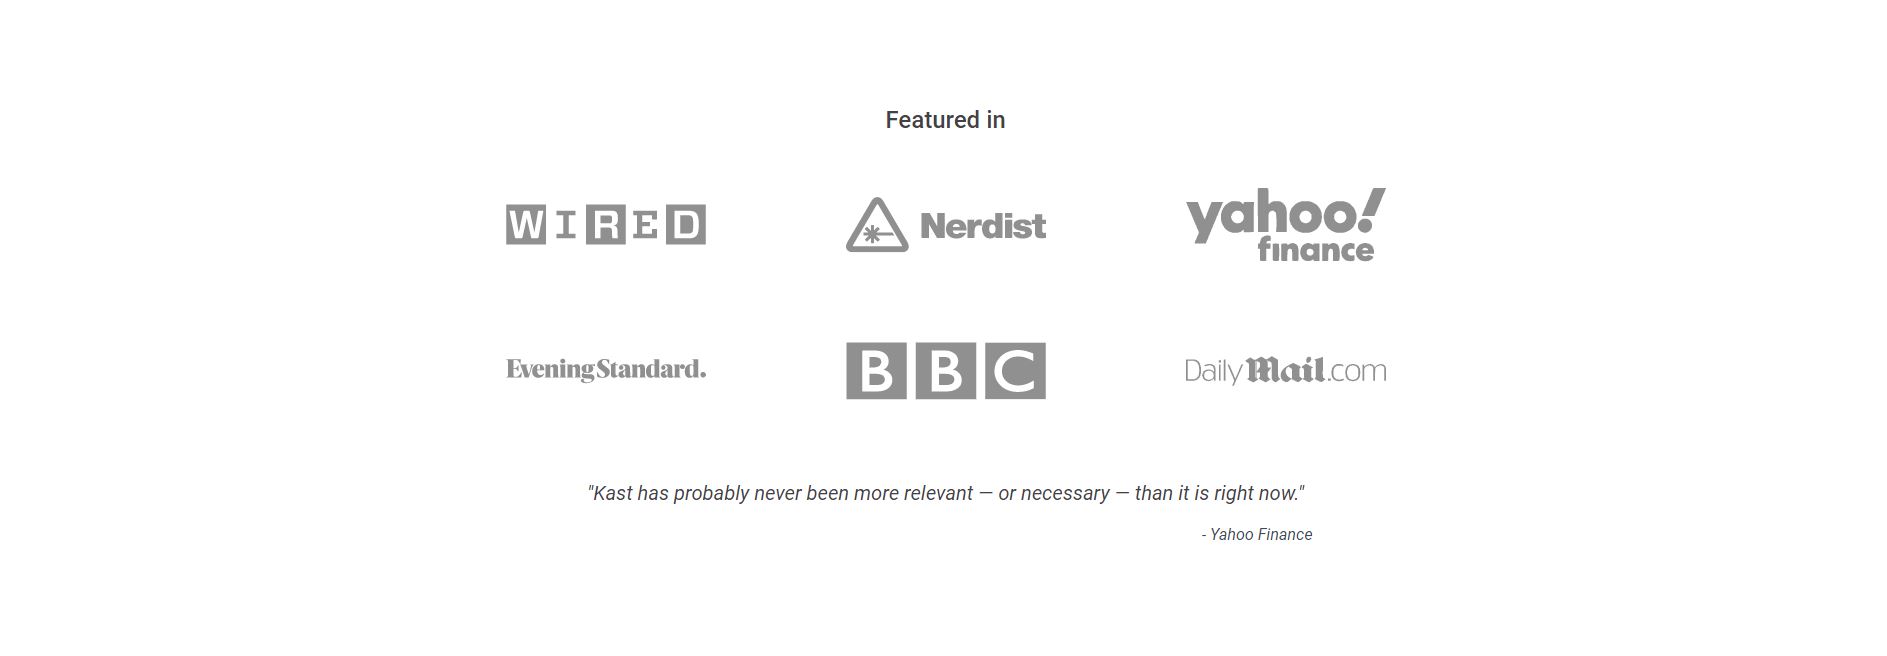 Featured in
WIRED
Nerdist
yahoo!
finance
EveningStandard.
BBC
DailyMail.com
"Kast has probably never been more relevant — or necessary — than it is right now."
- Yahoo Finance